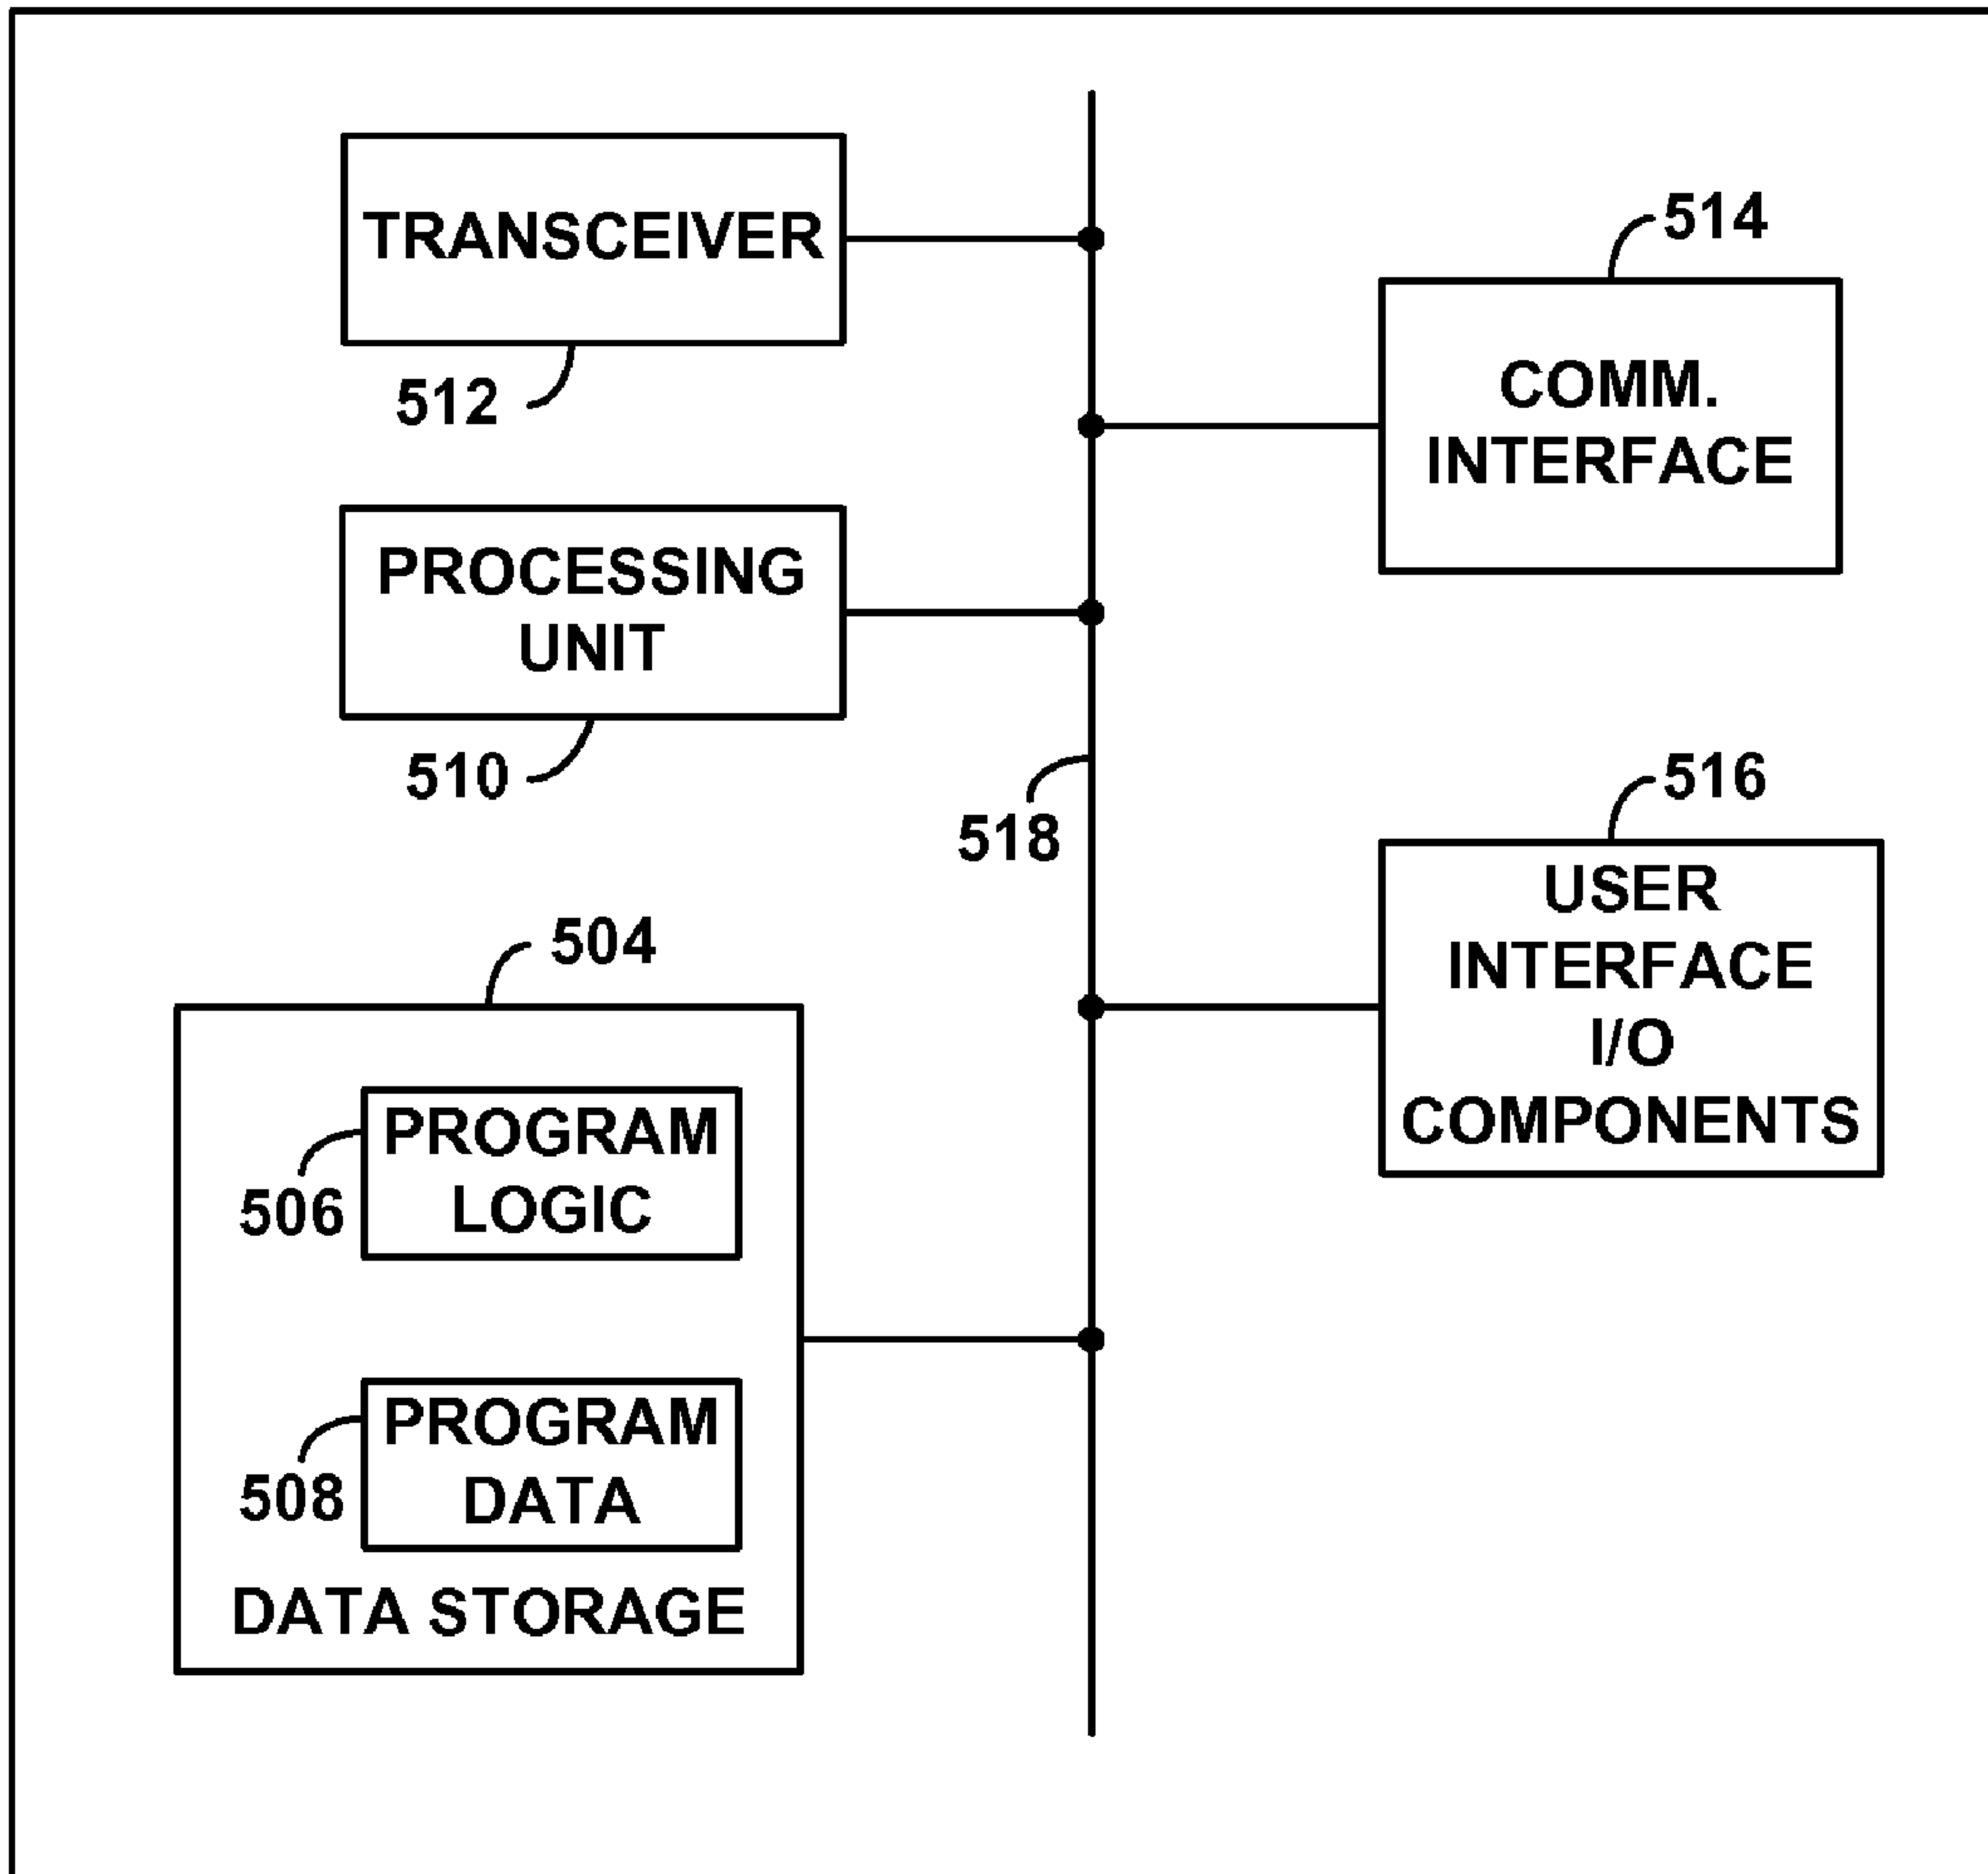 TRANSCEIVER
512
514
COMM.
INTERFACE
PROCESSING
UNIT
510
518
516
USER
INTERFACE
I/O
COMPONENTS
504
PROGRAM
LOGIC
506
PROGRAM
DATA
508
DATA STORAGE